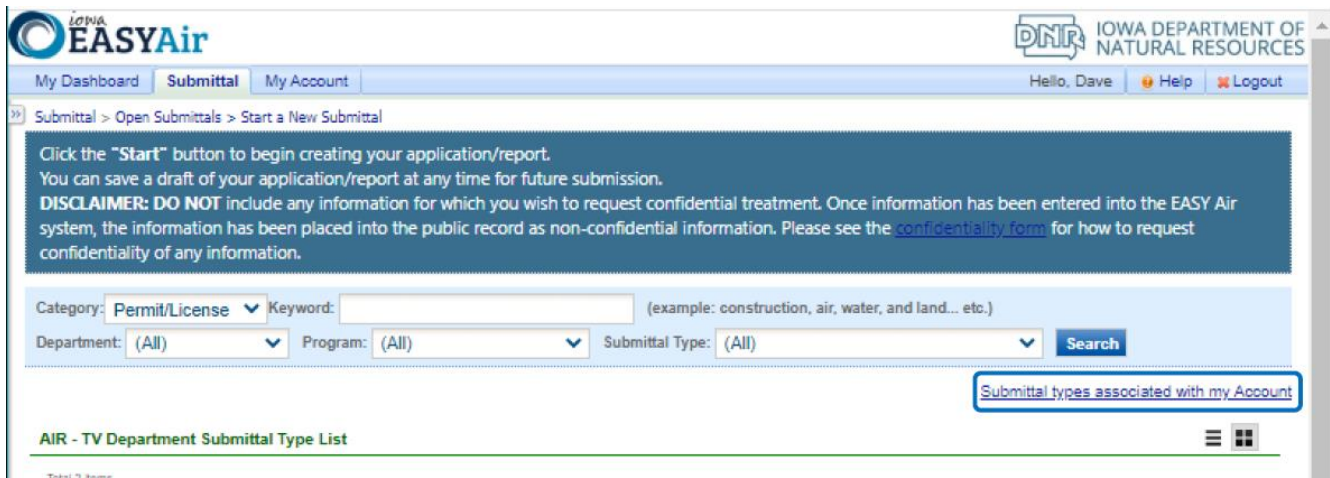 iowa
EASYAir
DNR IOWA DEPARTMENT OF
NATURAL RESOURCES
My Dashboard Submittal My Account Hello, Dave Help Logout
Submittal > Open Submittals > Start a New Submittal
Click the "Start" button to begin creating your application/report.
You can save a draft of your application/report at any time for future submission.
DISCLAIMER: DO NOT include any information for which you wish to request confidential treatment. Once information has been entered into the EASY Air
system, the information has been placed into the public record as non-confidential information. Please see the confidentiality form for how to request
confidentiality of any information.
Category: Permit/License Keyword: (example: construction, air, water, and land... etc.)
Department: (All) Program: (All) Submittal Type: (All) Search
Submittal types associated with my Account
AIR - TV Department Submittal Type List